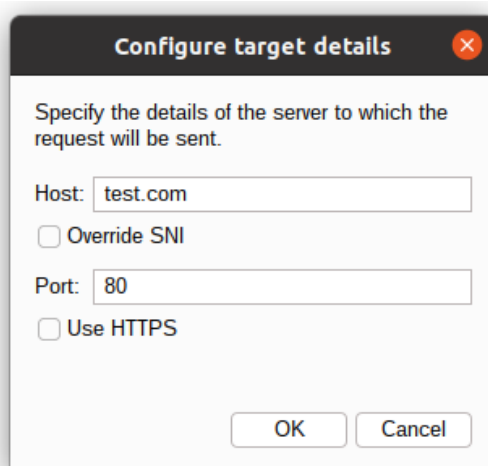 Configure target details
Specify the details of the server to which the
request will be sent.
Host: test.com
Override SNI
Port: 80
Use HTTPS
OK Cancel